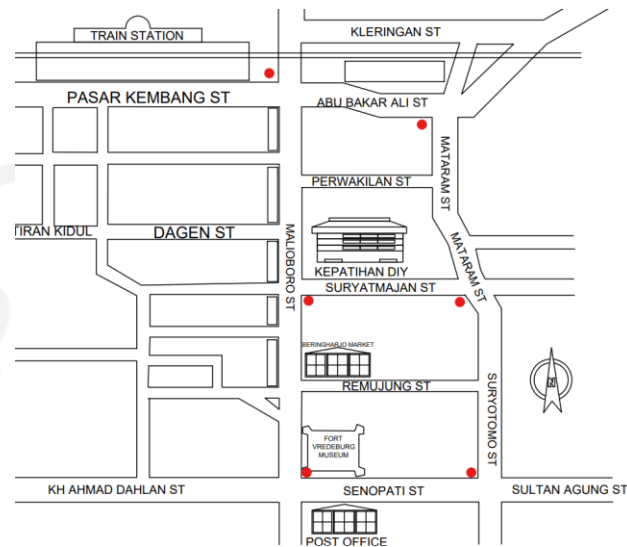 TRAIN STATION
KLERINGAN ST
PASAR KEMBANG ST
ABU BAKAR ALI ST
MATARAM ST
PERWAKILAN ST
TIRAN KIDUL
DAGEN ST
MALIOBORO ST
MATARAM ST
KEPATIHAN DIY
SURYATMAJAN ST
BERINGHARJO MARKET
REMUJUNG ST
SURYOTOMO ST
FORT
VREDEBURG
MUSEUM
KH AHMAD DAHLAN ST
SENOPATI ST
SULTAN AGUNG ST
POST OFFICE